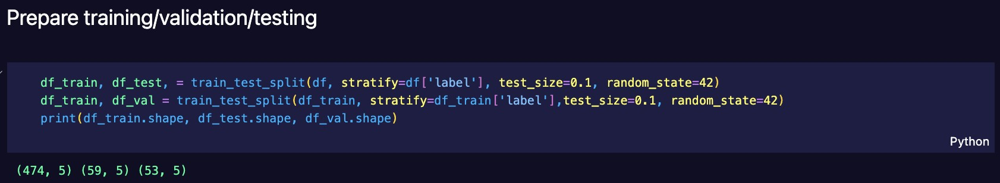 Prepare training/validation/testing
df_train, df_test, = train_test_split(df, stratify=df['label'], test_size=0.1, random_state=42)
df_train, df_val = train_test_split(df_train, stratify=df_train['label'],test_size=0.1, random_state=42)
print(df_train.shape, df_test.shape, df_val.shape)
Python
(474, 5) (59, 5) (53, 5)